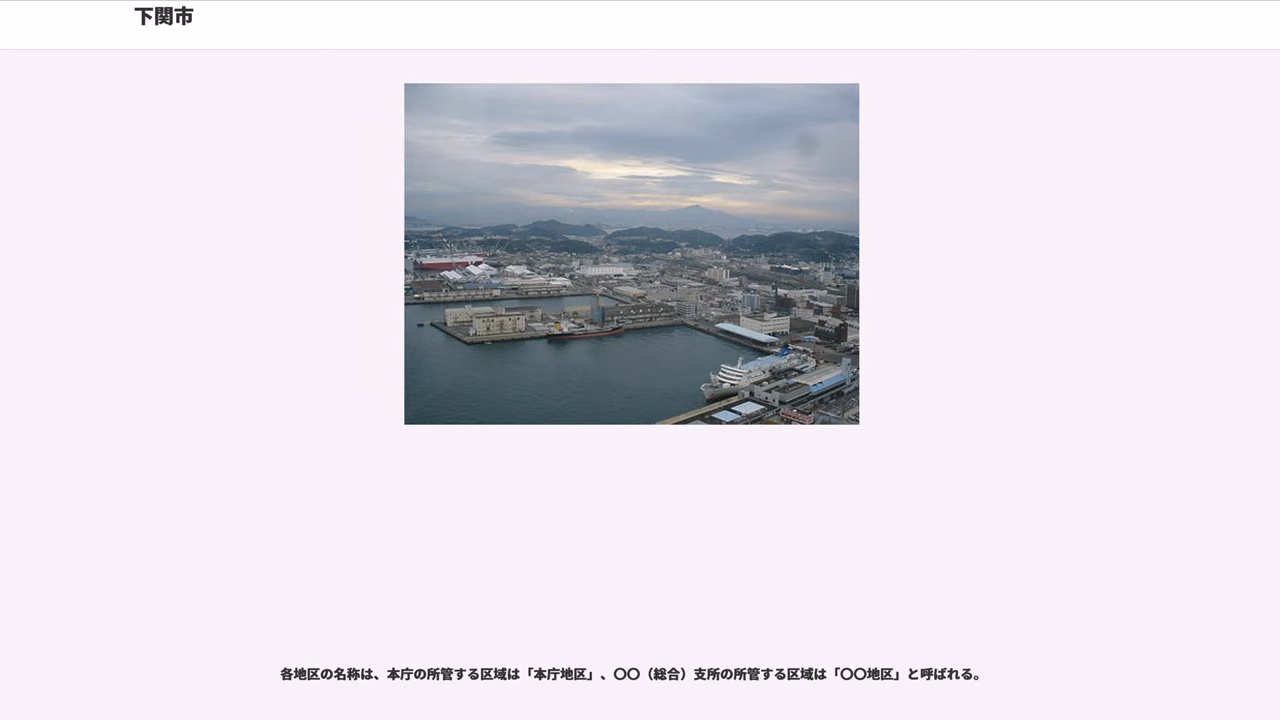 下関市
各地区の名称は、本庁の所管する区域は「本庁地区」、〇〇（総合）支所の所管する区域は「〇〇地区」と呼ばれる。